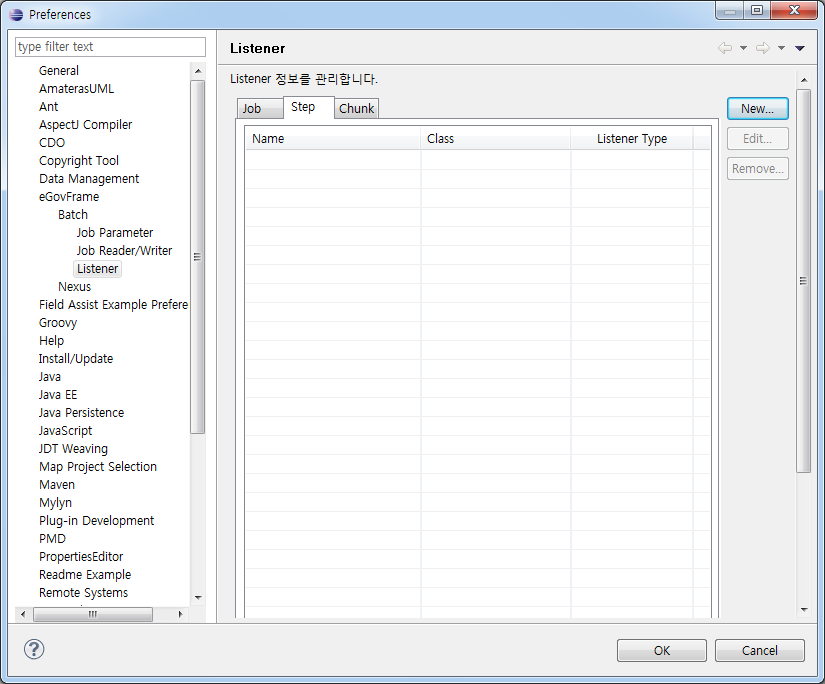 Preferences
type filter text
General
AmaterasUML
Ant
AspectJ Compiler
CDO
Copyright Tool
Data Management
eGovFrame
Batch
Job Parameter
Job Reader/Writer
Listener
Nexus
Field Assist Example Prefere
Groovy
Help
Install/Update
Java
Java EE
Java Persistence
JavaScript
JDT Weaving
Map Project Selection
Maven
Mylyn
Plug-in Development
PMD
PropertiesEditor
Readme Example
Remote Systems
Listener
Listener 정보를 관리합니다.
Job Step Chunk
Name Class Listener Type
New...
Edit...
Remove...
OK Cancel